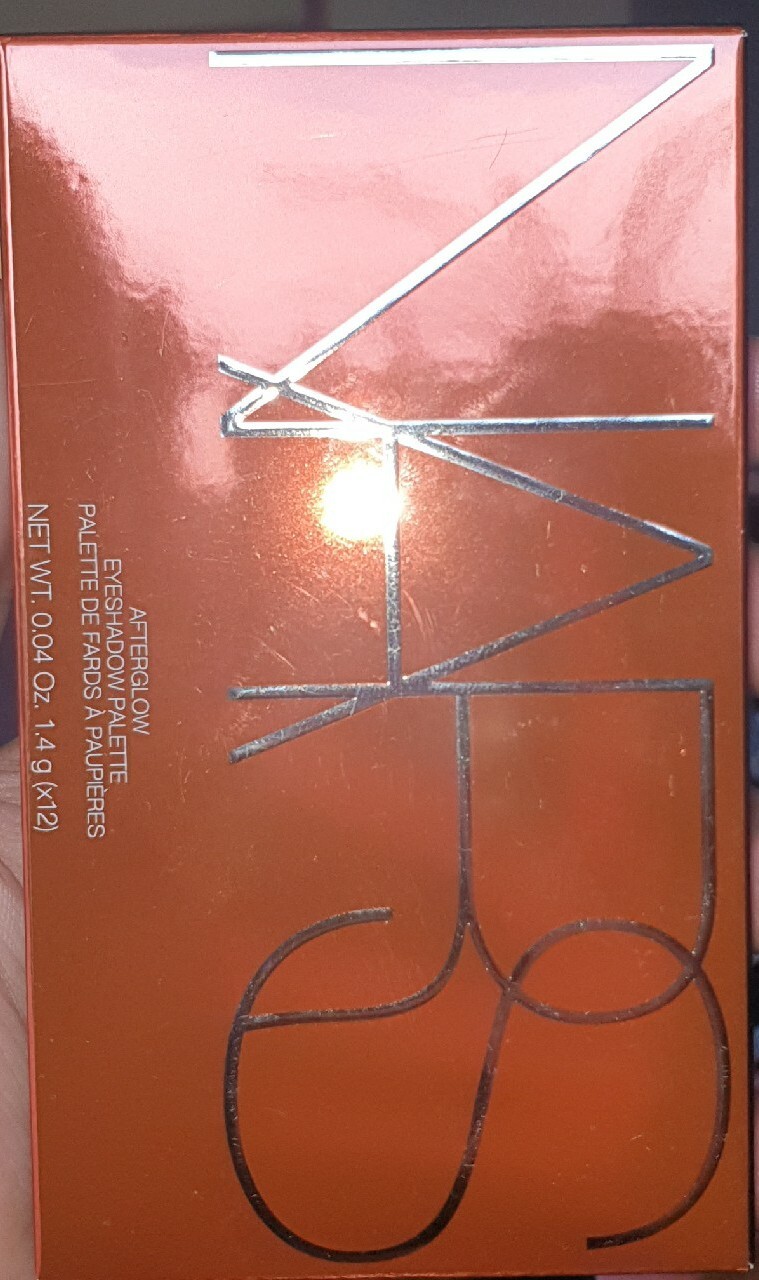 NARS
AFTERGLOW
EYESHADOW PALETTE
PALETTE DE FARDS À PAUPIÈRES
NET WT. 0.04 Oz. 1.4 g (x12)